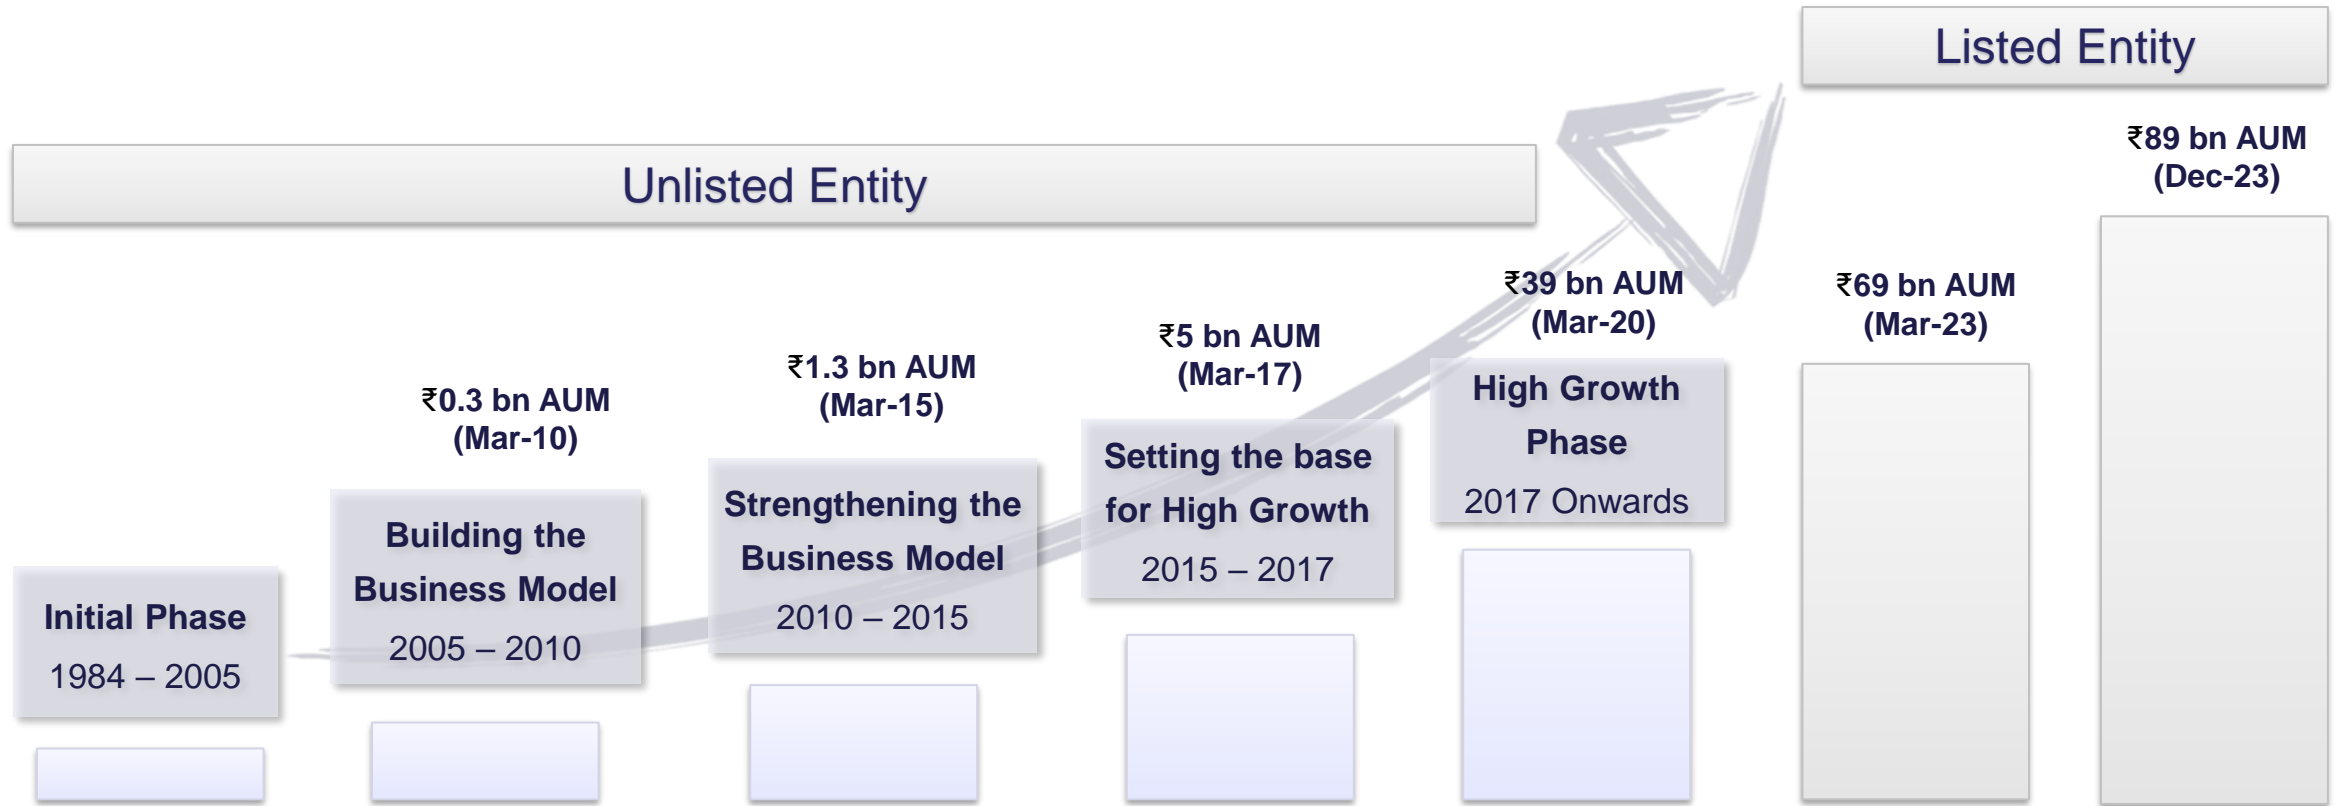 Listed Entity
Unlisted Entity
Initial Phase
1984 – 2005
₹0.3 bn AUM
(Mar-10)
Building the
Business Model
2005 – 2010
₹1.3 bn AUM
(Mar-15)
Strengthening the
Business Model
2010 – 2015
₹5 bn AUM
(Mar-17)
Setting the base
for High Growth
2015 – 2017
₹39 bn AUM
(Mar-20)
High Growth
Phase
2017 Onwards
₹69 bn AUM
(Mar-23)
₹89 bn AUM
(Dec-23)